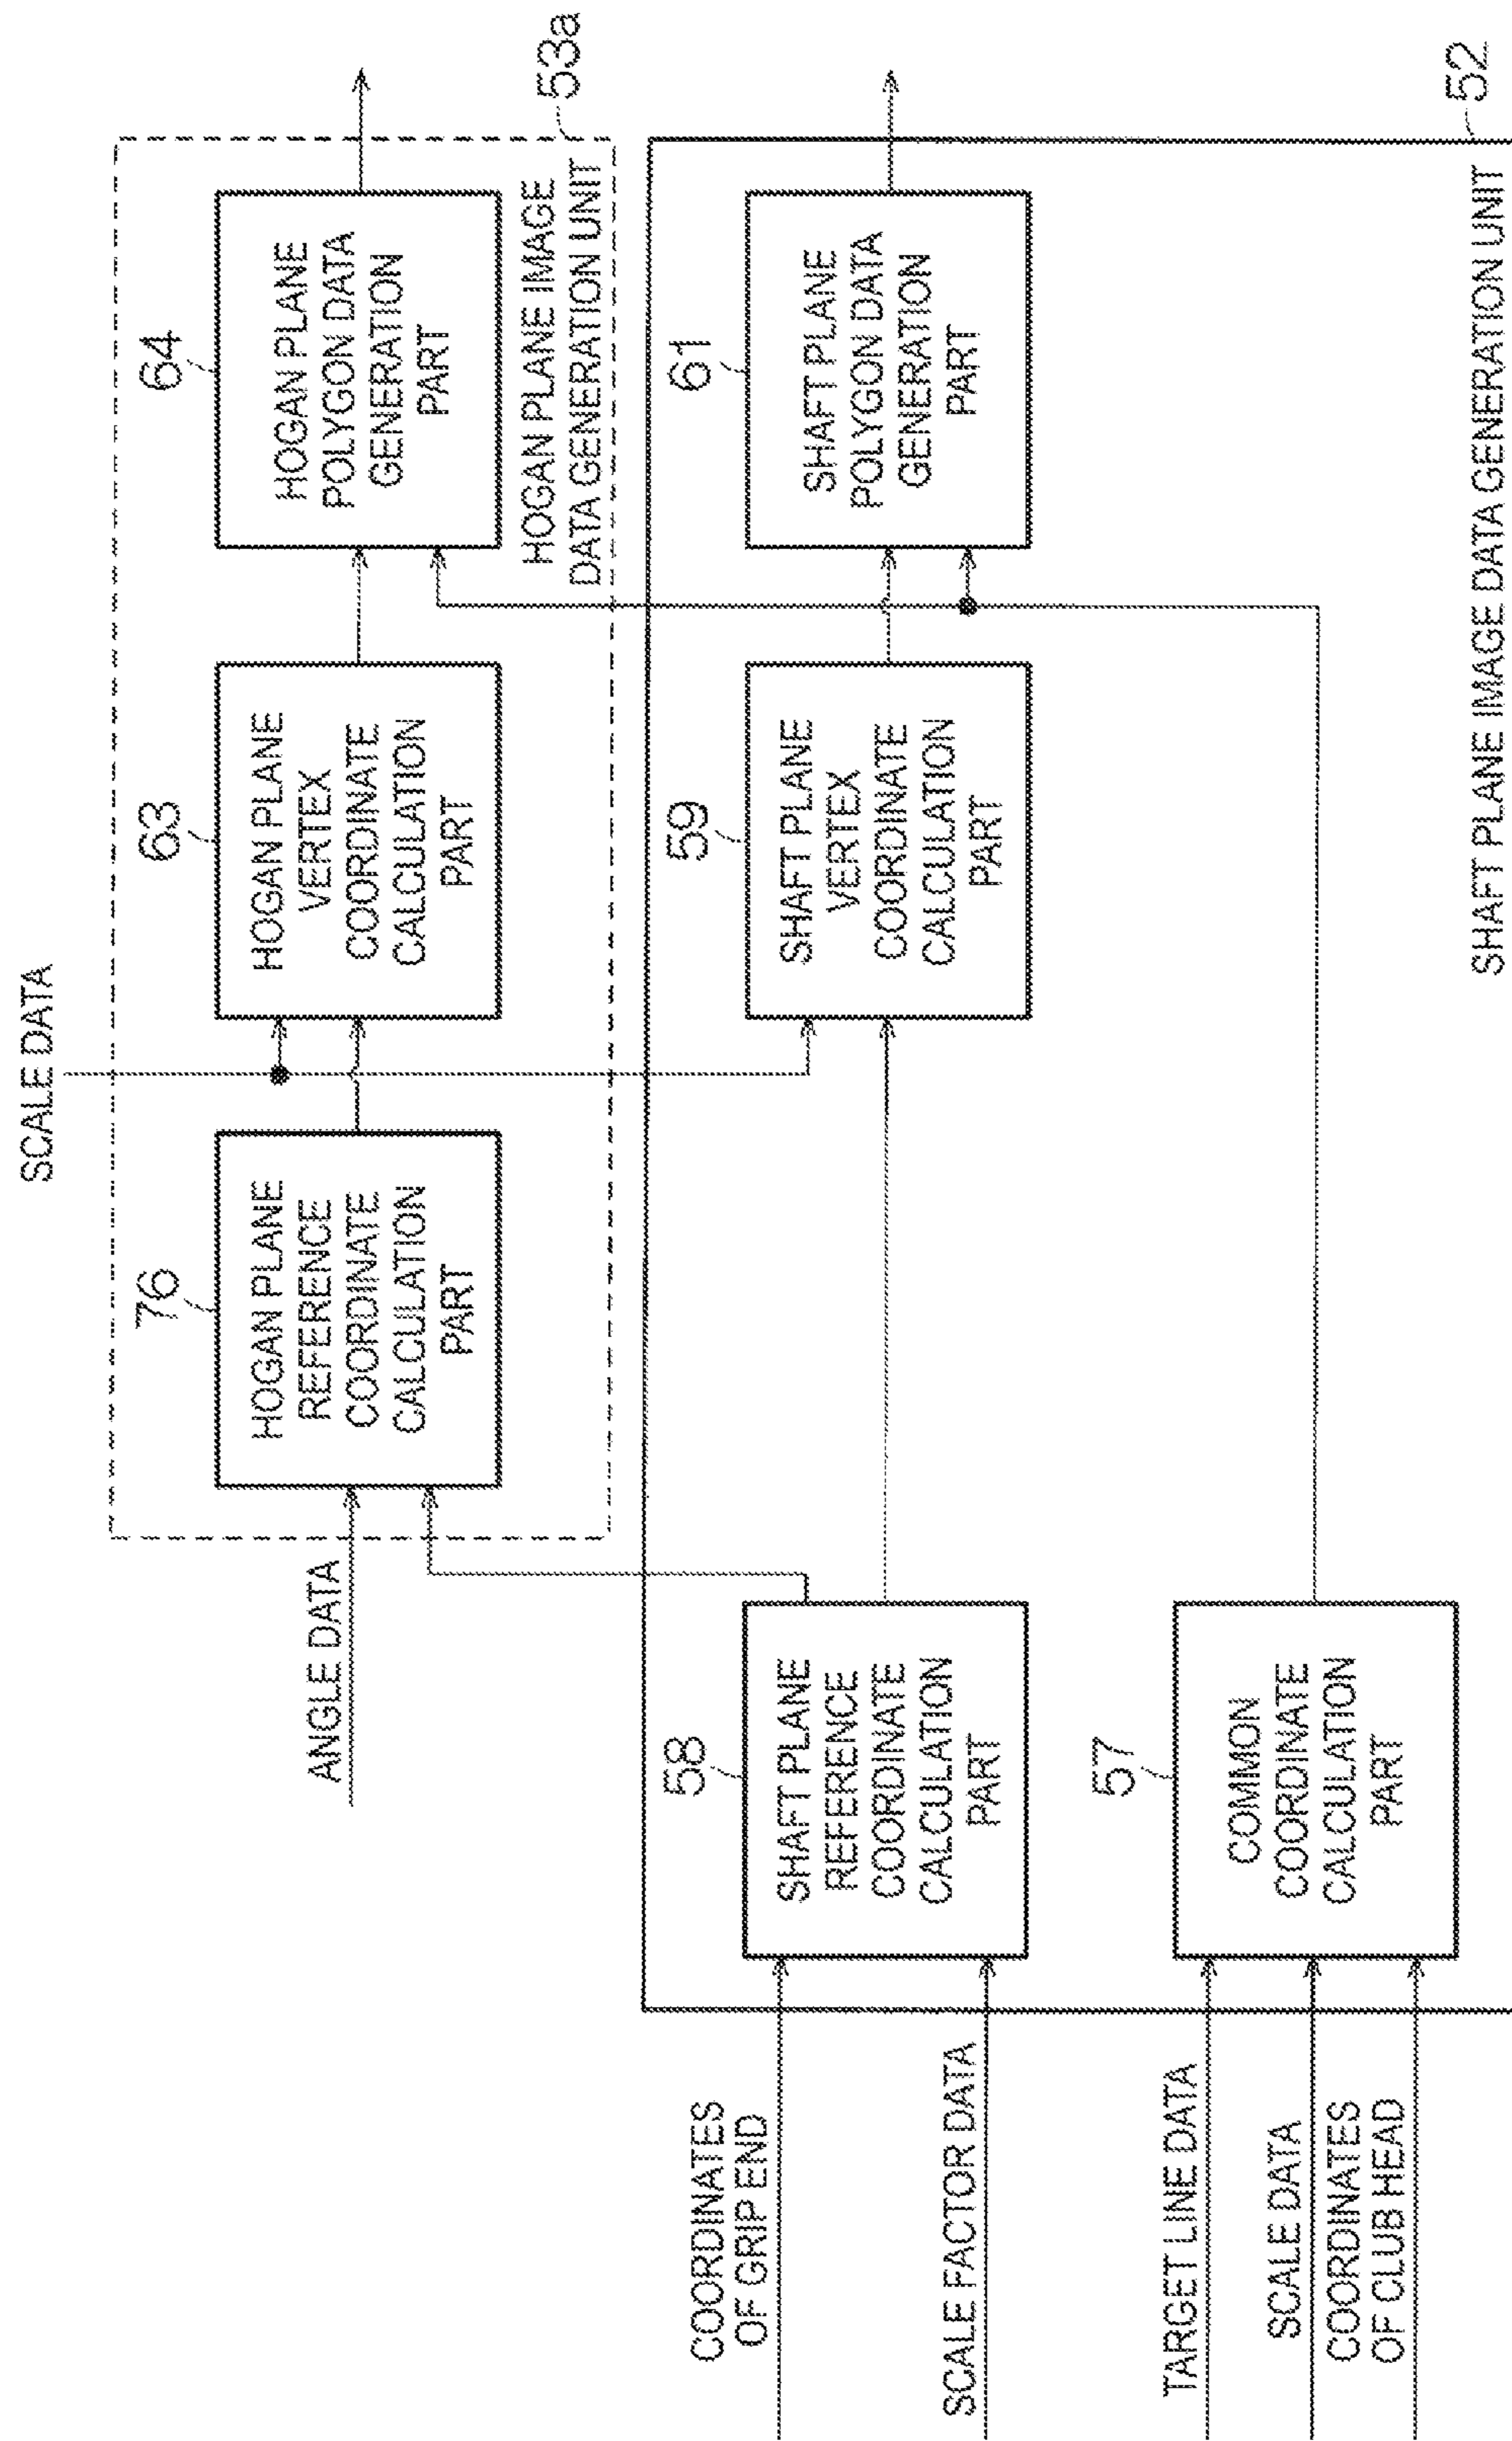 SCALE DATA
53a
76
HOGAN PLANE
REFERENCE
COORDINATE
CALCULATION
PART
63
HOGAN PLANE
VERTEX
COORDINATE
CALCULATION
PART
64
HOGAN PLANE
POLYGON DATA
GENERATION
PART
ANGLE DATA
HOGAN PLANE IMAGE
DATA GENERATION UNIT
COORDINATES
OF GRIP END
SCALE FACTOR DATA
58
SHAFT PLANE
REFERENCE
COORDINATE
CALCULATION
PART
59
SHAFT PLANE
VERTEX
COORDINATE
CALCULATION
PART
61
SHAFT PLANE
POLYGON DATA
GENERATION
PART
TARGET LINE DATA
SCALE DATA
COORDINATES
OF CLUB HEAD
57
COMMON
COORDINATE
CALCULATION
PART
52
SHAFT PLANE IMAGE DATA GENERATION UNIT